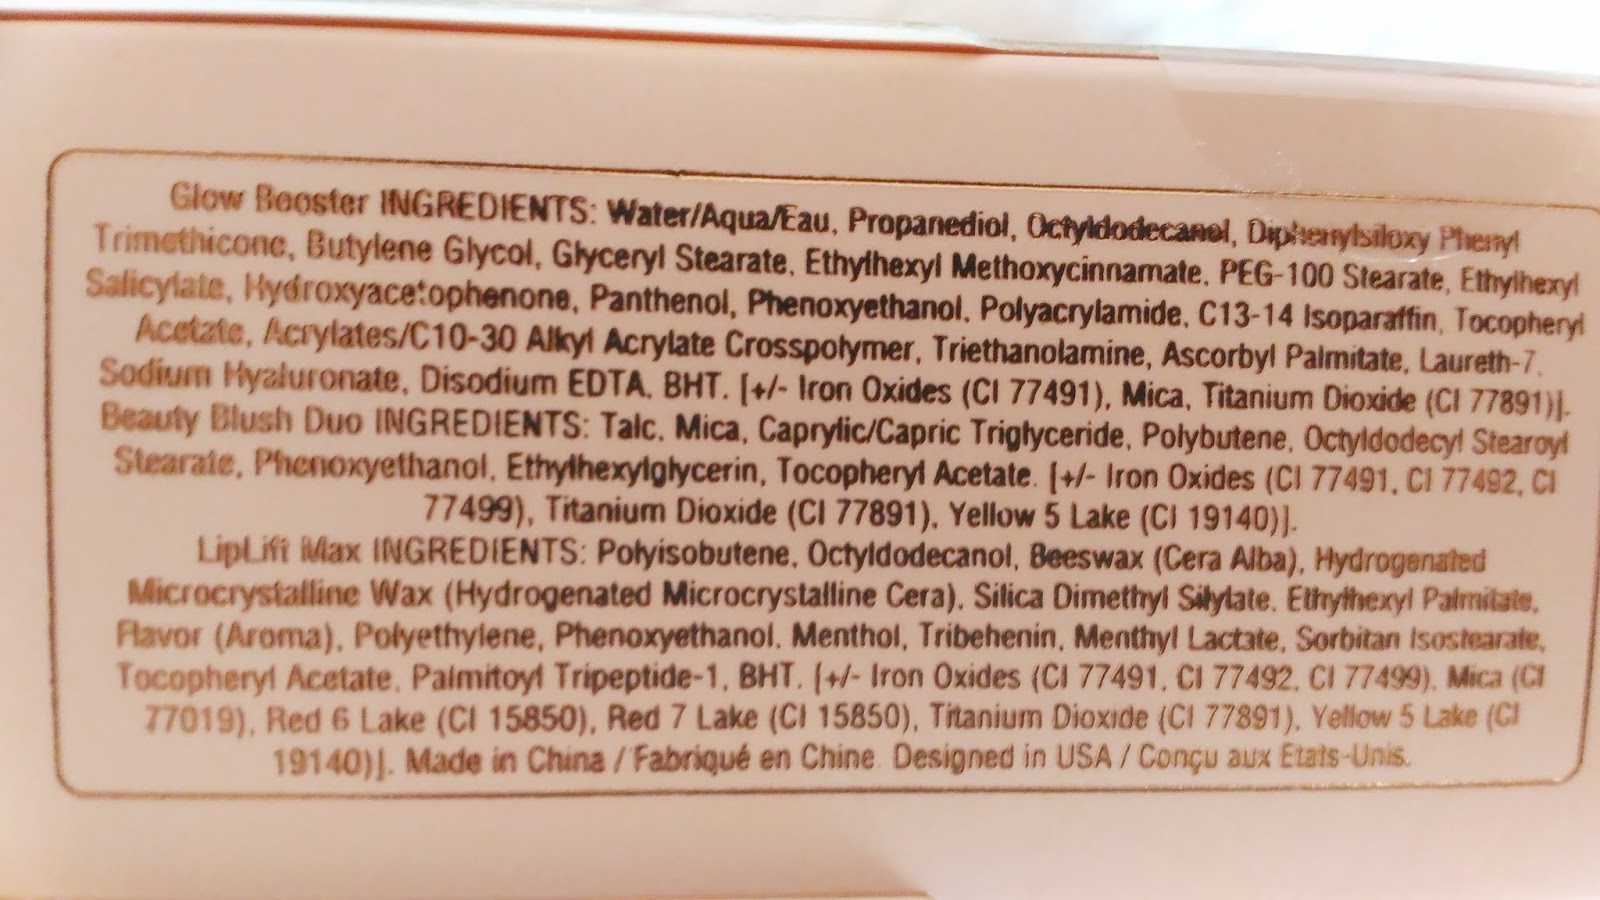 Glow Booster INGREDIENTS: Water/Aqua/Eau, Propanediol, Octyldodecanol, Diphenylsiloxy Phenyl
Trimethicone, Butylene Glycol, Glyceryl Stearate, Ethylhexyl Methoxycinnamate, PEG-100 Stearate, Ethylhexyl
Salicylate, Hydroxyacetophenone, Panthenol, Phenoxyethanol, Polyacrylamide, C13-14 Isoparaffin, Tocopheryl
Acetate, Acrylates/C10-30 Alkyl Acrylate Crosspolymer, Triethanolamine, Ascorbyl Palmitate, Laureth-7,
Sodium Hyaluronate, Disodium EDTA, BHT. [+/- Iron Oxides (CI 77491), Mica, Titanium Dioxide (CI 77891)].
Beauty Blush Duo INGREDIENTS: Talc, Mica, Caprylic/Capric Triglyceride, Polybutene, Octyldodecyl Stearoyl
Stearate, Phenoxyethanol, Ethylhexylglycerin, Tocopheryl Acetate. [+/- Iron Oxides (CI 77491, CI 77492, CI
77499), Titanium Dioxide (CI 77891), Yellow 5 Lake (CI 19140)].
LipLift Max INGREDIENTS: Polyisobutene, Octyldodecanol, Beeswax (Cera Alba), Hydrogenated
Microcrystalline Wax (Hydrogenated Microcrystalline Cera), Silica Dimethyl Silylate, Ethylhexyl Palmitate,
Flavor (Aroma), Polyethylene, Phenoxyethanol, Menthol, Tribehenin, Menthyl Lactate, Sorbitan Isostearate,
Tocopheryl Acetate, Palmitoyl Tripeptide-1, BHT. [+/- Iron Oxides (CI 77491, CI 77492, CI 77499), Mica (CI
77019), Red 6 Lake (CI 15850), Red 7 Lake (CI 15850), Titanium Dioxide (CI 77891), Yellow 5 Lake (CI
19140)]. Made in China / Fabriqué en Chine. Designed in USA / Conçu aux Etats-Unis.